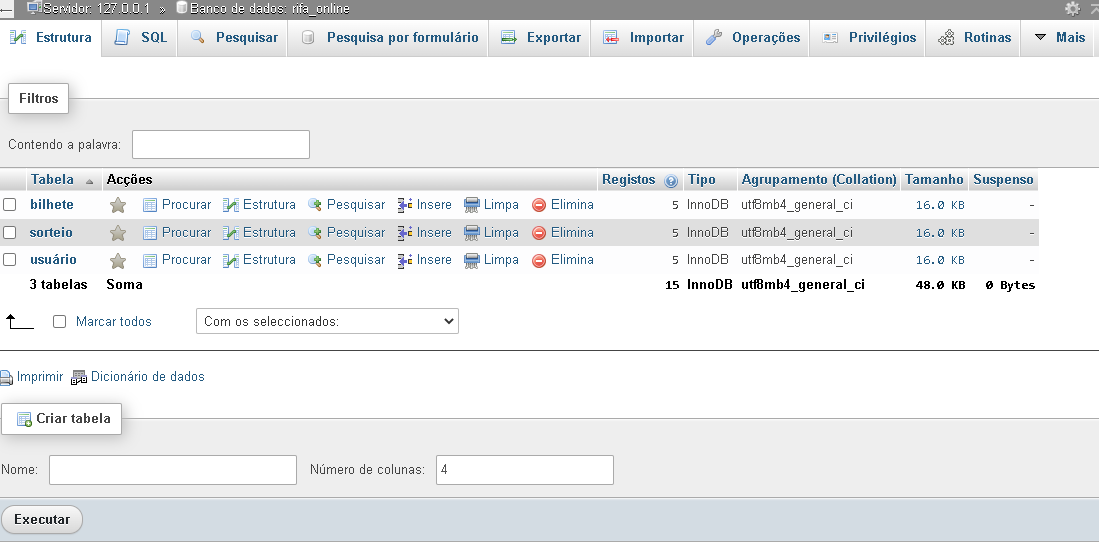 Servidor: 127.0.0.1 » Banco de dados: rifa_online
Estrutura SQL Pesquisar Pesquisa por formulário Exportar Importar Operações Privilégios Rotinas Mais
Filtros
Contendo a palavra:
Tabela Acções Registos Tipo Agrupamento (Collation) Tamanho Suspenso
bilhete Procurar Estrutura Pesquisar Insere Limpa Elimina 5 InnoDB utf8mb4_general_ci 16.0 KB -
sorteio Procurar Estrutura Pesquisar Insere Limpa Elimina 5 InnoDB utf8mb4_general_ci 16.0 KB -
usuário Procurar Estrutura Pesquisar Insere Limpa Elimina 5 InnoDB utf8mb4_general_ci 16.0 KB -
3 tabelas Soma 15 InnoDB utf8mb4_general_ci 48.0 KB 0 Bytes
Marcar todos Com os seleccionados:
Imprimir Dicionário de dados
Criar tabela
Nome: Número de colunas: 4
Executar